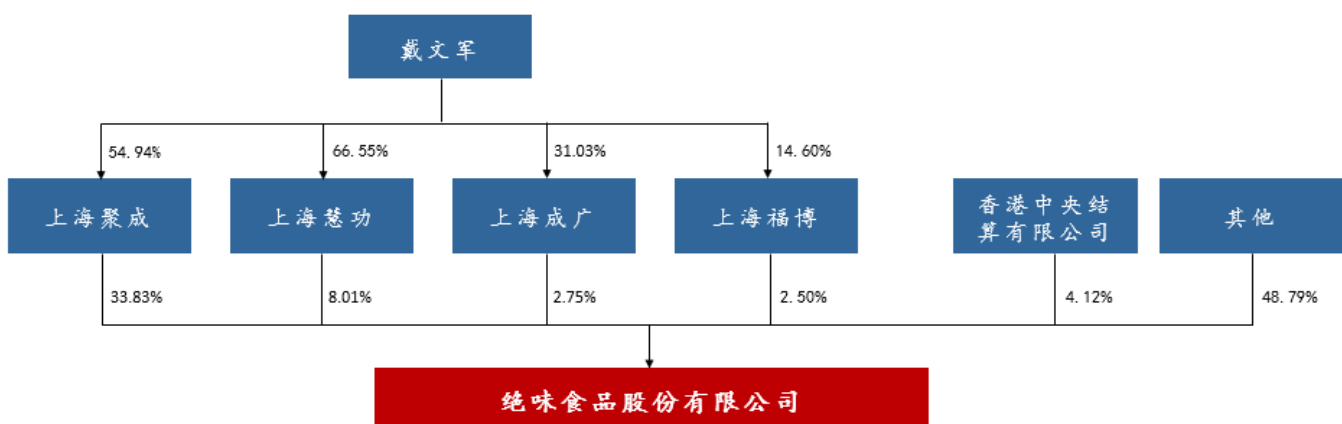 戴文军
54.94%
66.55%
31.03%
14.60%
上海聚成
上海慧功
上海成广
上海福博
香港中央结
算有限公司
其他
33.83%
8.01%
2.75%
2.50%
4.12%
48.79%
绝味食品股份有限公司